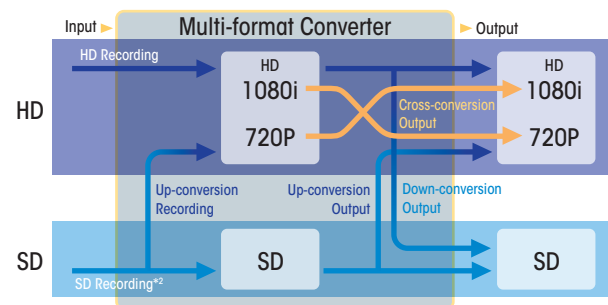 Input
Multi-format Converter
Output
HD Recording
HD
HD
1080i
720P
HD
1080i
720P
Cross-conversion
Output
Up-conversion
Recording
Up-conversion
Output
Down-conversion
Output
SD
SD Recording*2
SD
SD